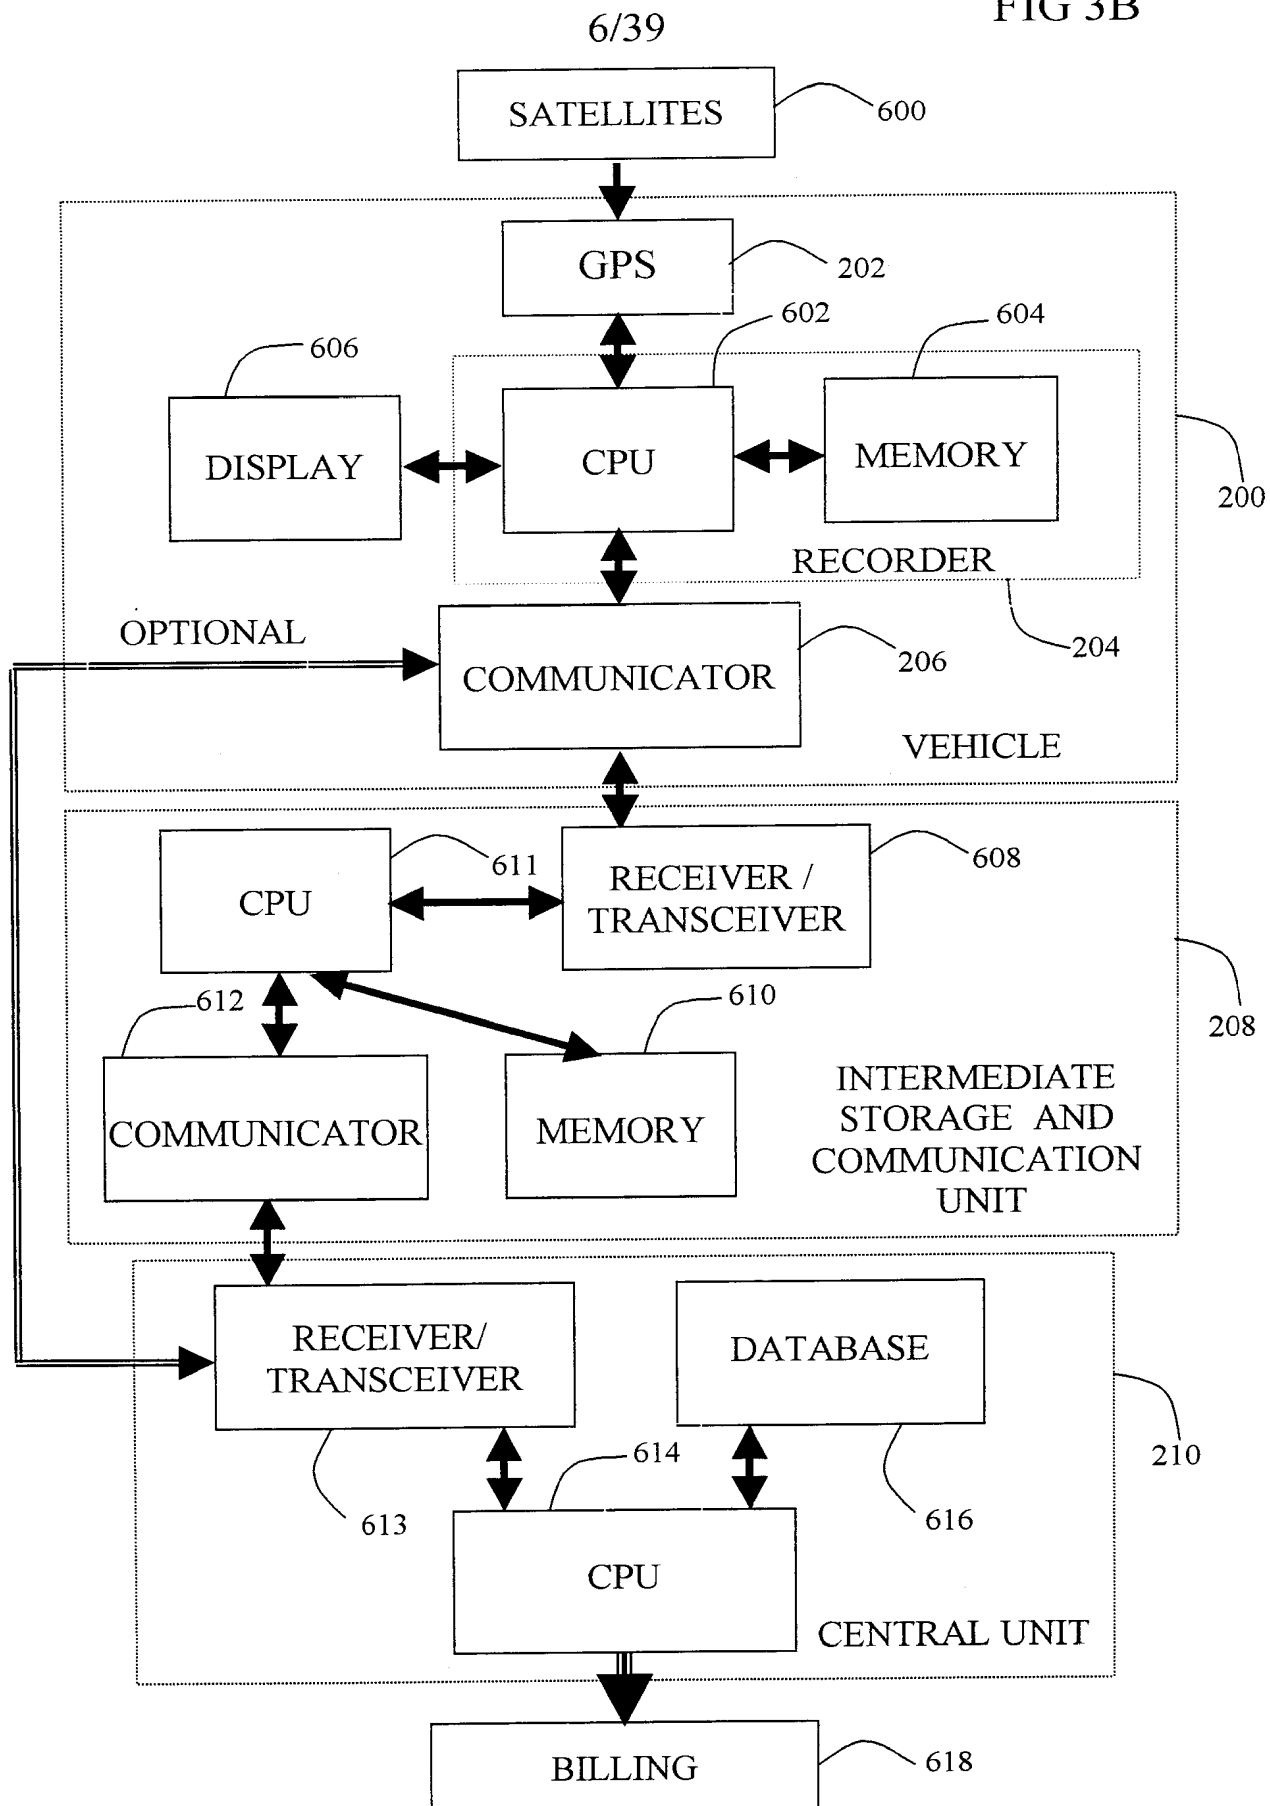 FIG 3B
6/39
SATELLITES
600
GPS
202
602
604
606
DISPLAY
CPU
MEMORY
200
RECORDER
OPTIONAL
204
206
COMMUNICATOR
VEHICLE
611
608
CPU
RECEIVER /
TRANSCEIVER
612
610
208
COMMUNICATOR
MEMORY
INTERMEDIATE
STORAGE AND
COMMUNICATION
UNIT
RECEIVER/
TRANSCEIVER
DATABASE
210
614
613
616
CPU
CENTRAL UNIT
BILLING
618